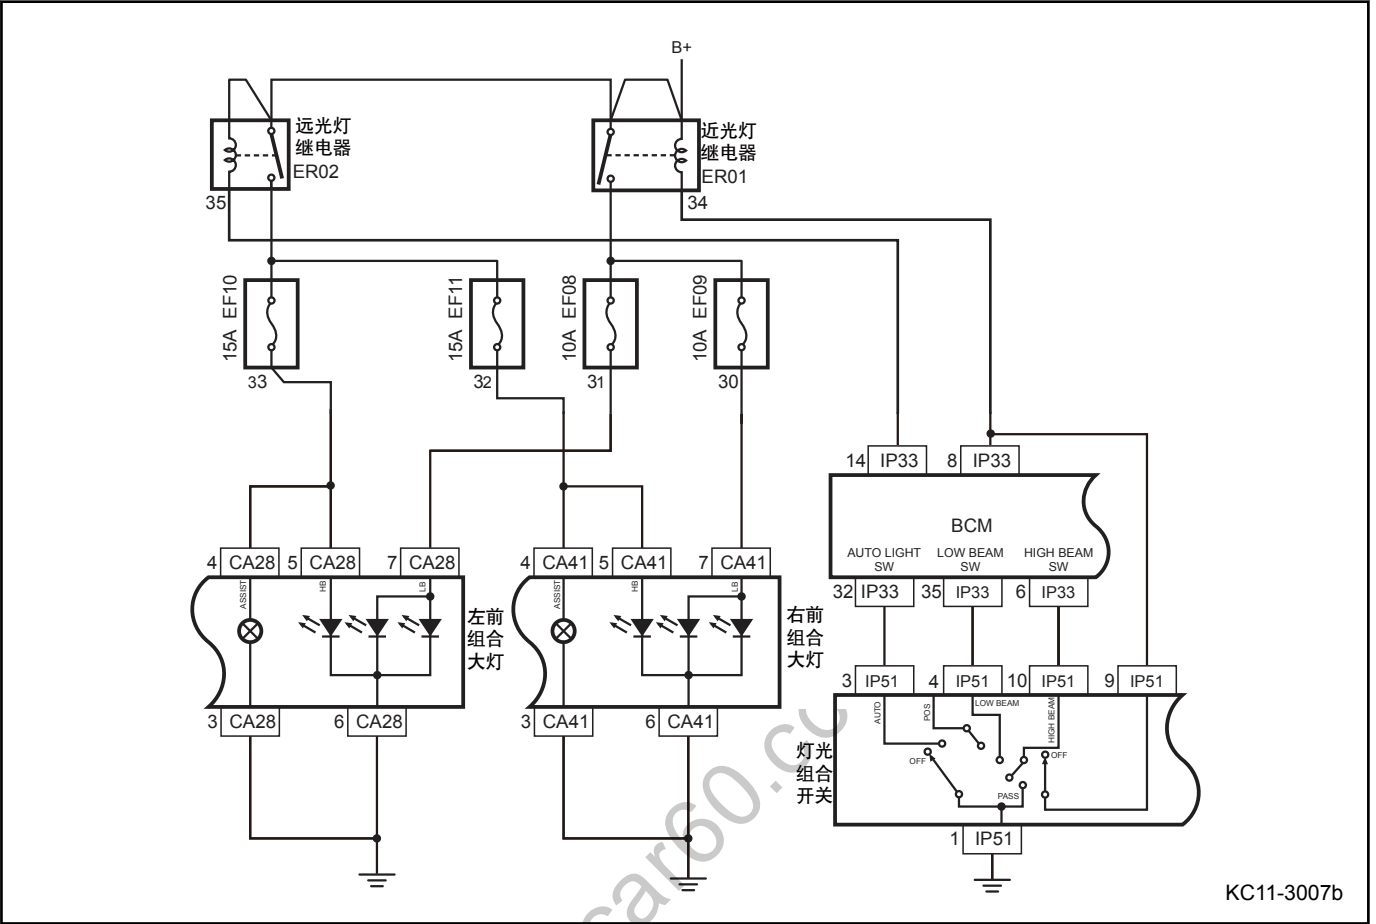 B+
远光灯
继电器
ER02
近光灯
继电器
ER01
35
34
15A EF10
15A EF11
10A EF08
10A EF09
33
32
31
30
14 IP33
8 IP33
BCM
AUTO LIGHT
SW
LOW BEAM
SW
HIGH BEAM
SW
4 CA28
5 CA28
7 CA28
4 CA41
5 CA41
7 CA41
32 IP33
35 IP33
6 IP33
ASSIST
HB
LB
左前
组合
大灯
ASSIST
HB
LB
右前
组合
大灯
3 IP51
4 IP51
10 IP51
9 IP51
3 CA28
6 CA28
3 CA41
6 CA41
AUTO
POS
LOW BEAM
HIGH BEAM
OFF
OFF
PASS
灯光
组合
开关
1 IP51
car60.cc
KC11-3007b